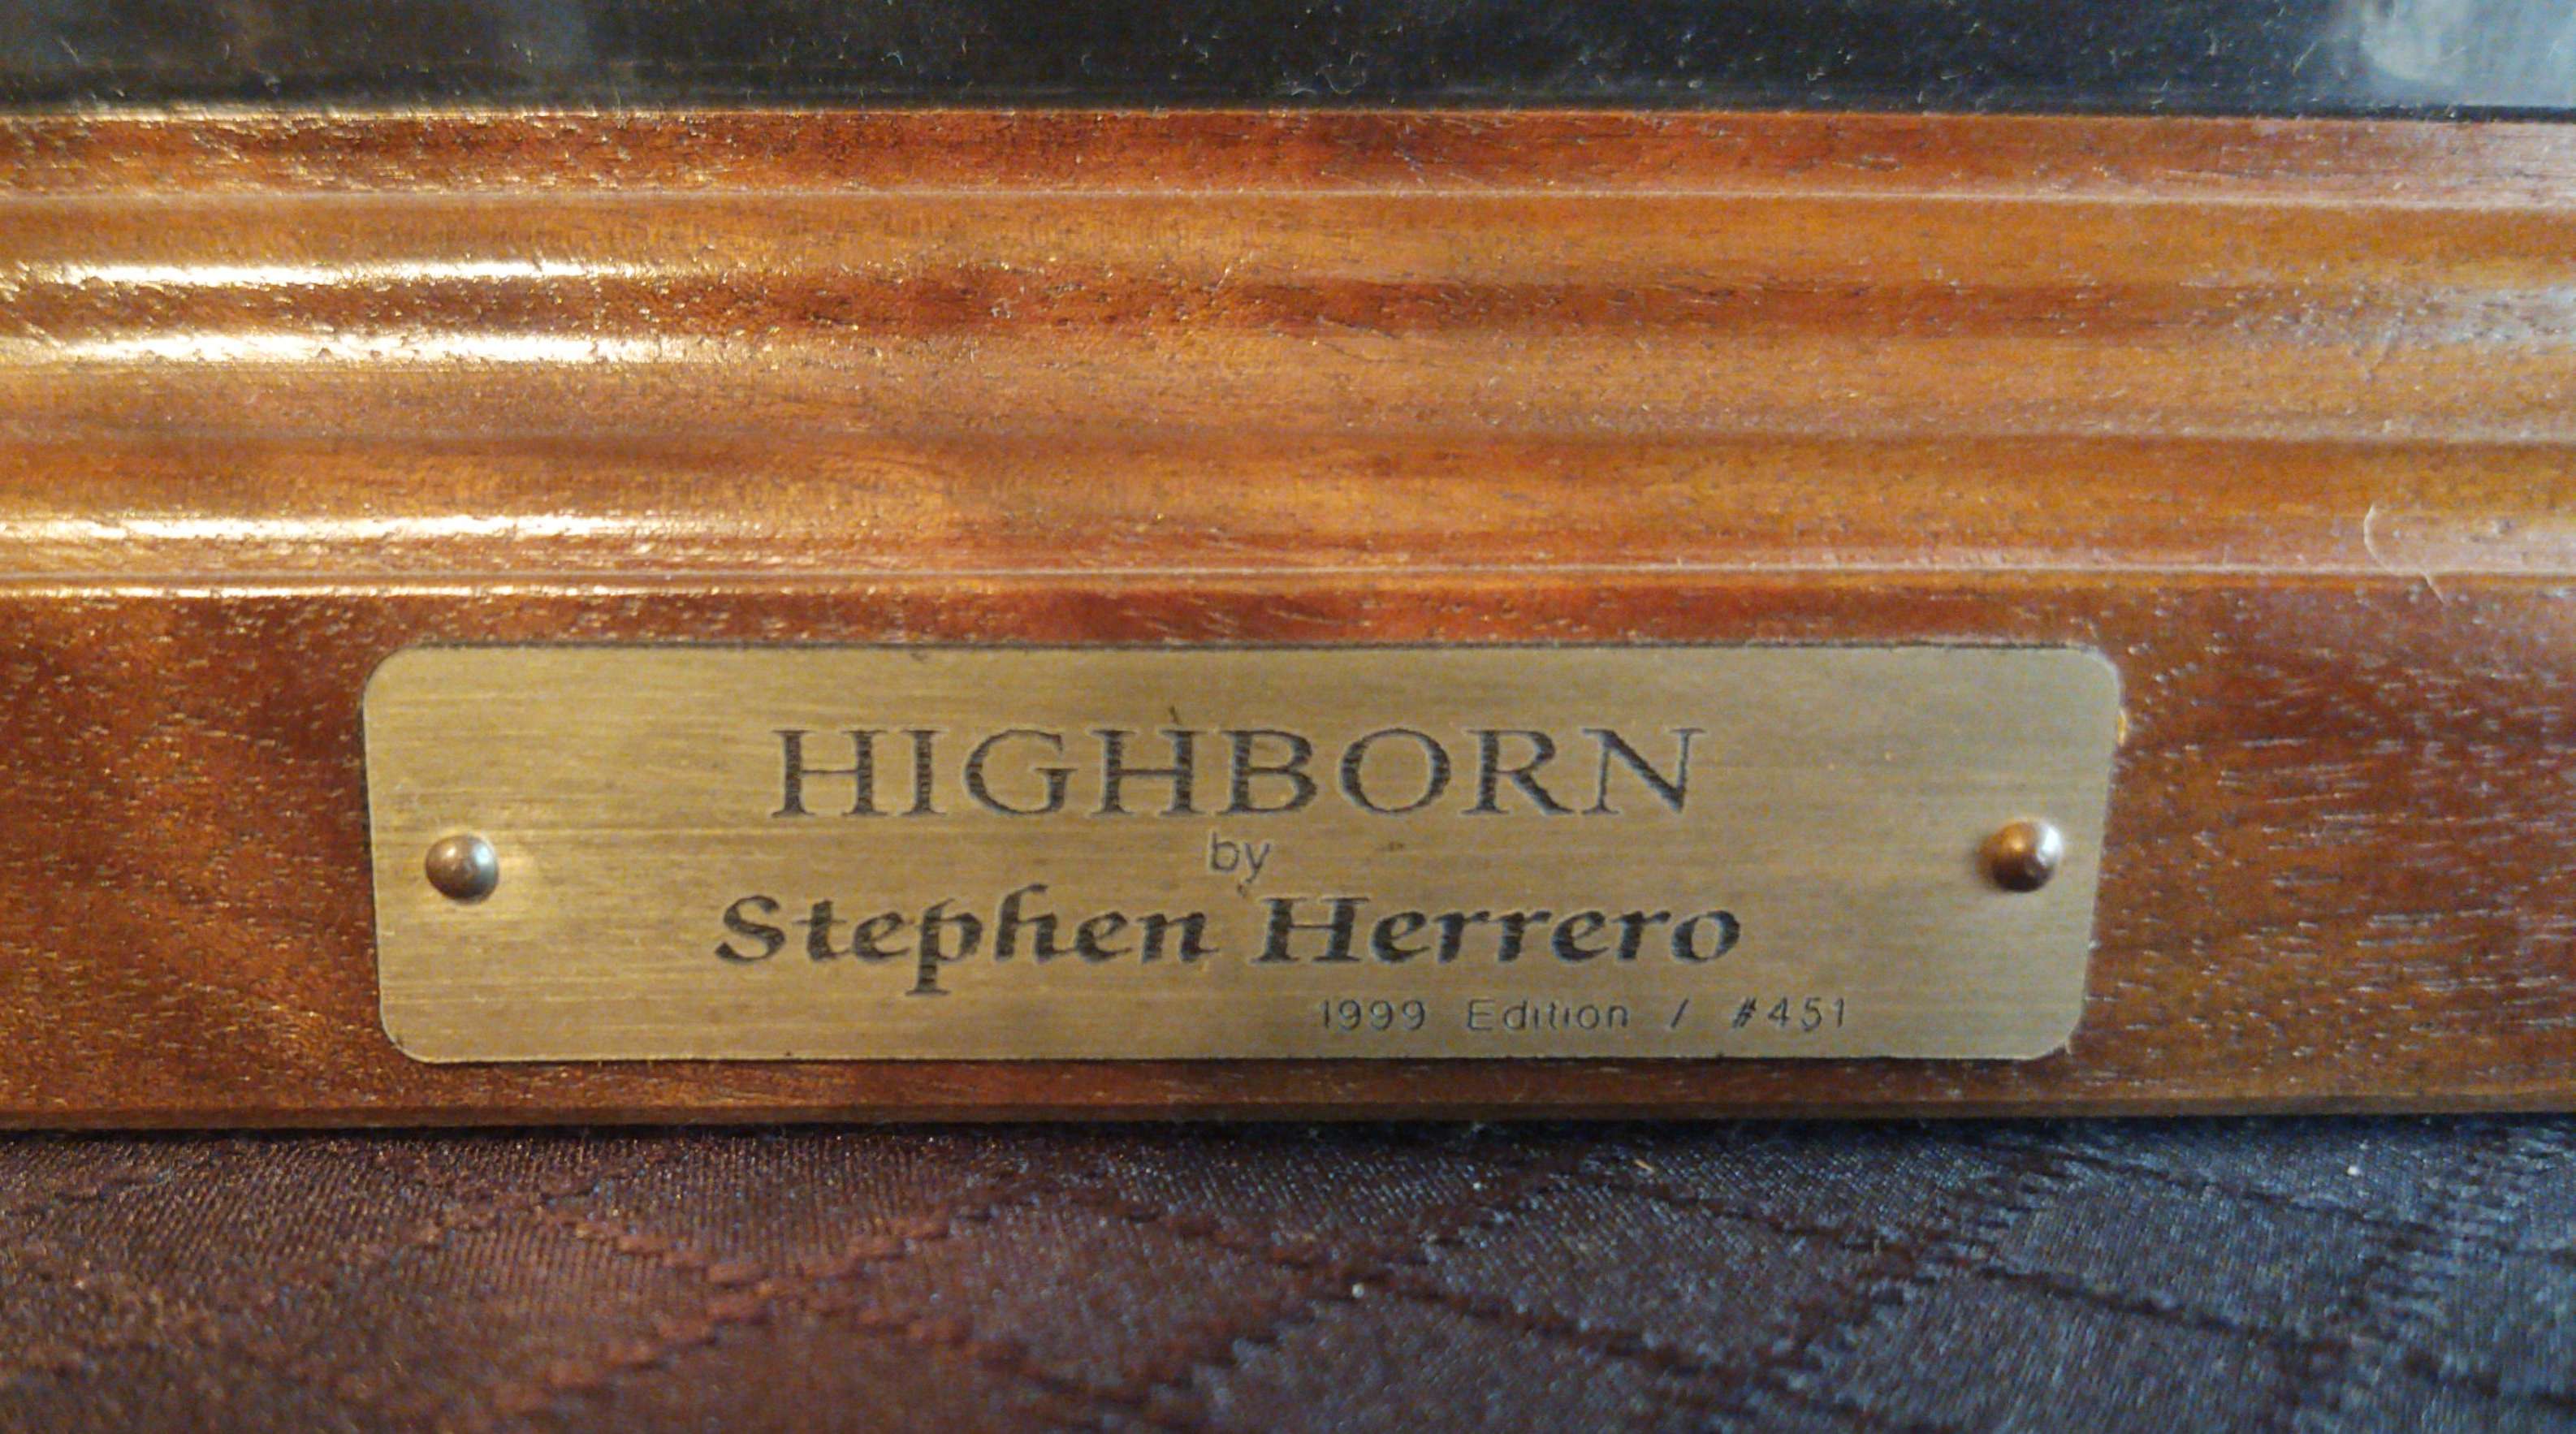 HIGHBORN
by
Stephen Herrero
1999 Edition / #451